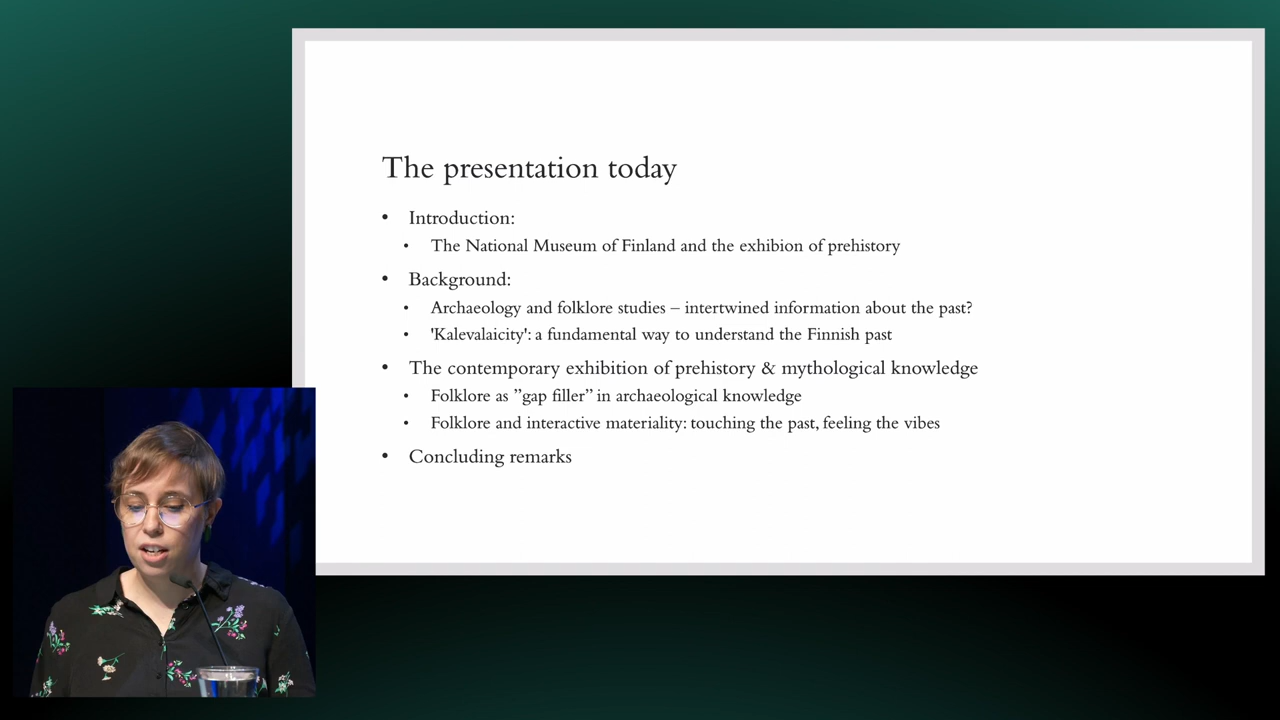 The presentation today
• Introduction:
• The National Museum of Finland and the exhibion of prehistory
• Background:
• Archaeology and folklore studies – intertwined information about the past?
• 'Kalevalaicity': a fundamental way to understand the Finnish past
• The contemporary exhibition of prehistory & mythological knowledge
• Folklore as ”gap filler” in archaeological knowledge
• Folklore and interactive materiality: touching the past, feeling the vibes
• Concluding remarks